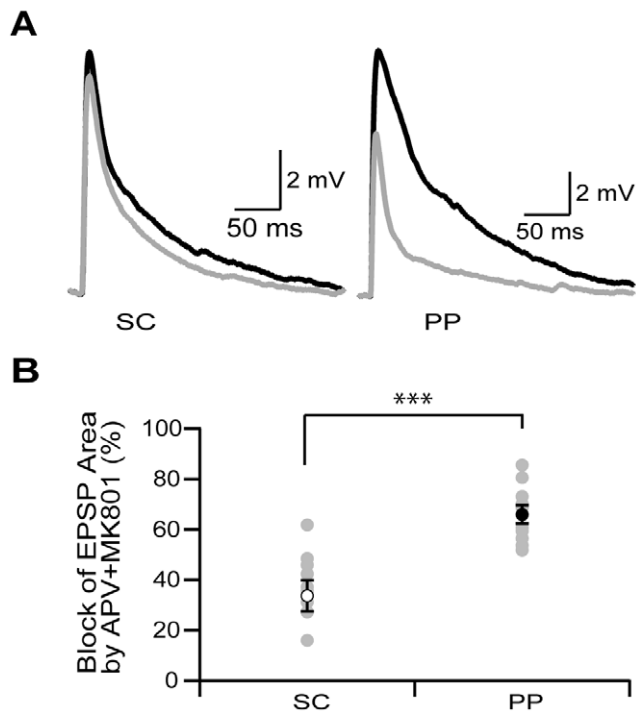 A
2 mV
50 ms
2 mV
50 ms
SC
PP
B
***
Block of EPSP Area
by APV+MK801 (%)
100
80
60
40
20
0
SC
PP